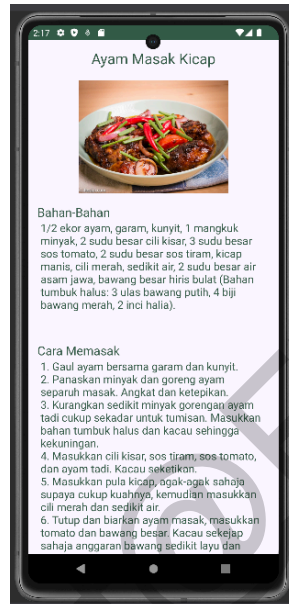 2:17
Ayam Masak Kicap
Bahan-Bahan
1/2 ekor ayam, garam, kunyit, 1 mangkuk
minyak, 2 sudu besar cili kisar, 3 sudu besar
sos tomato, 2 sudu besar sos tiram, kicap
manis, cili merah, sedikit air, 2 sudu besar air
asam jawa, bawang besar hiris bulat (Bahan
tumbuk halus: 3 ulas bawang putih, 4 biji
bawang merah, 2 inci halia).
Cara Memasak
1. Gaul ayam bersama garam dan kunyit.
2. Panaskan minyak dan goreng ayam
separuh masak. Angkat dan ketepikan.
3. Kurangkan sedikit minyak gorengan ayam
tadi cukup sekadar untuk tumisan. Masukkan
bahan tumbuk halus dan kacau sehingga
kekuningan.
4. Masukkan cili kisar, sos tiram, sos tomato,
dan ayam tadi. Kacau seketikan.
5. Masukkan pula kicap, agak-agak sahaja
supaya cukup kuahnya, kemudian masukkan
cili merah dan sedikit air.
6. Tutup dan biarkan ayam masak, masukkan
tomato dan bawang besar. Kacau sekejap
sahaja anggaran bawang sedikit layu dan